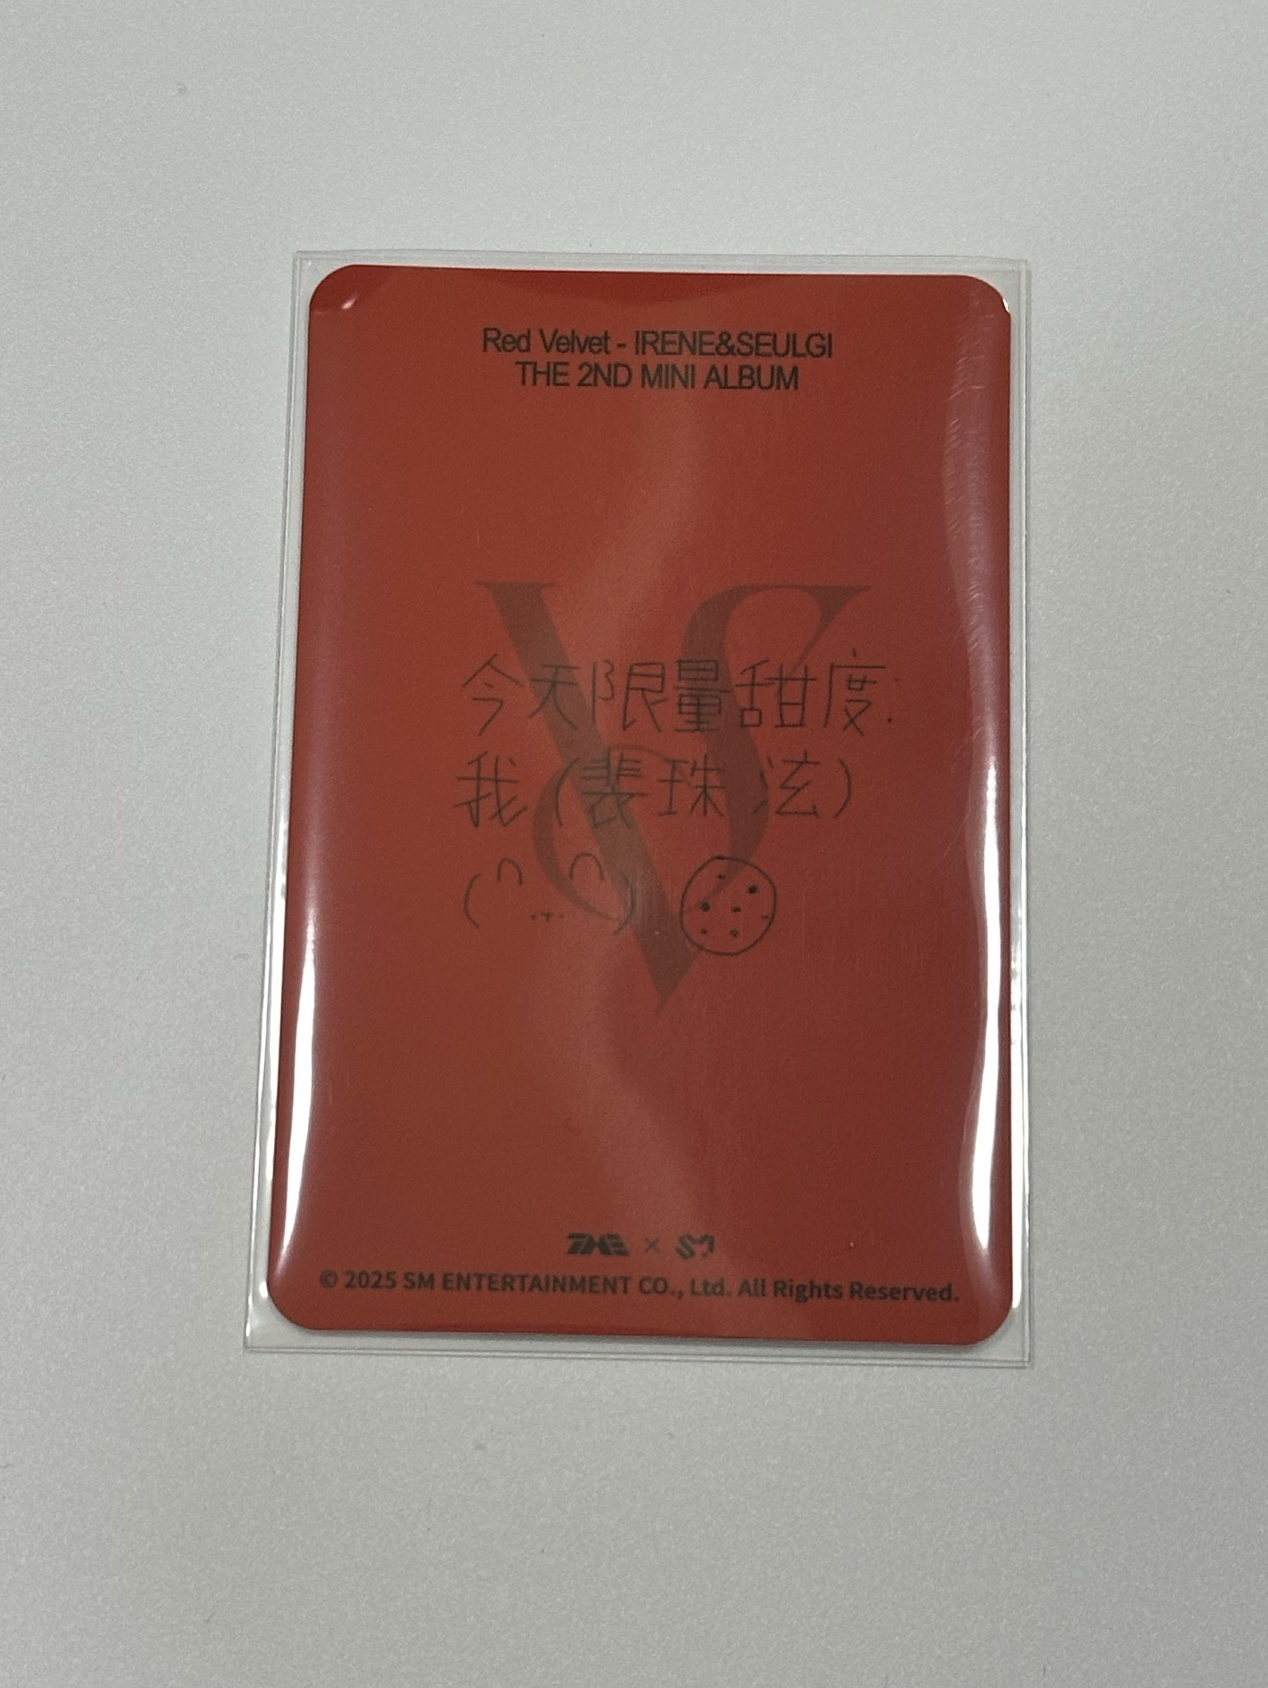 Red Velvet - IRENE&SEULGI
THE 2ND MINI ALBUM
今天限量甜度:
我(裴珠泫)
(∩...∩)
× SM
© 2025 SM ENTERTAINMENT CO., Ltd. All Rights Reserved.